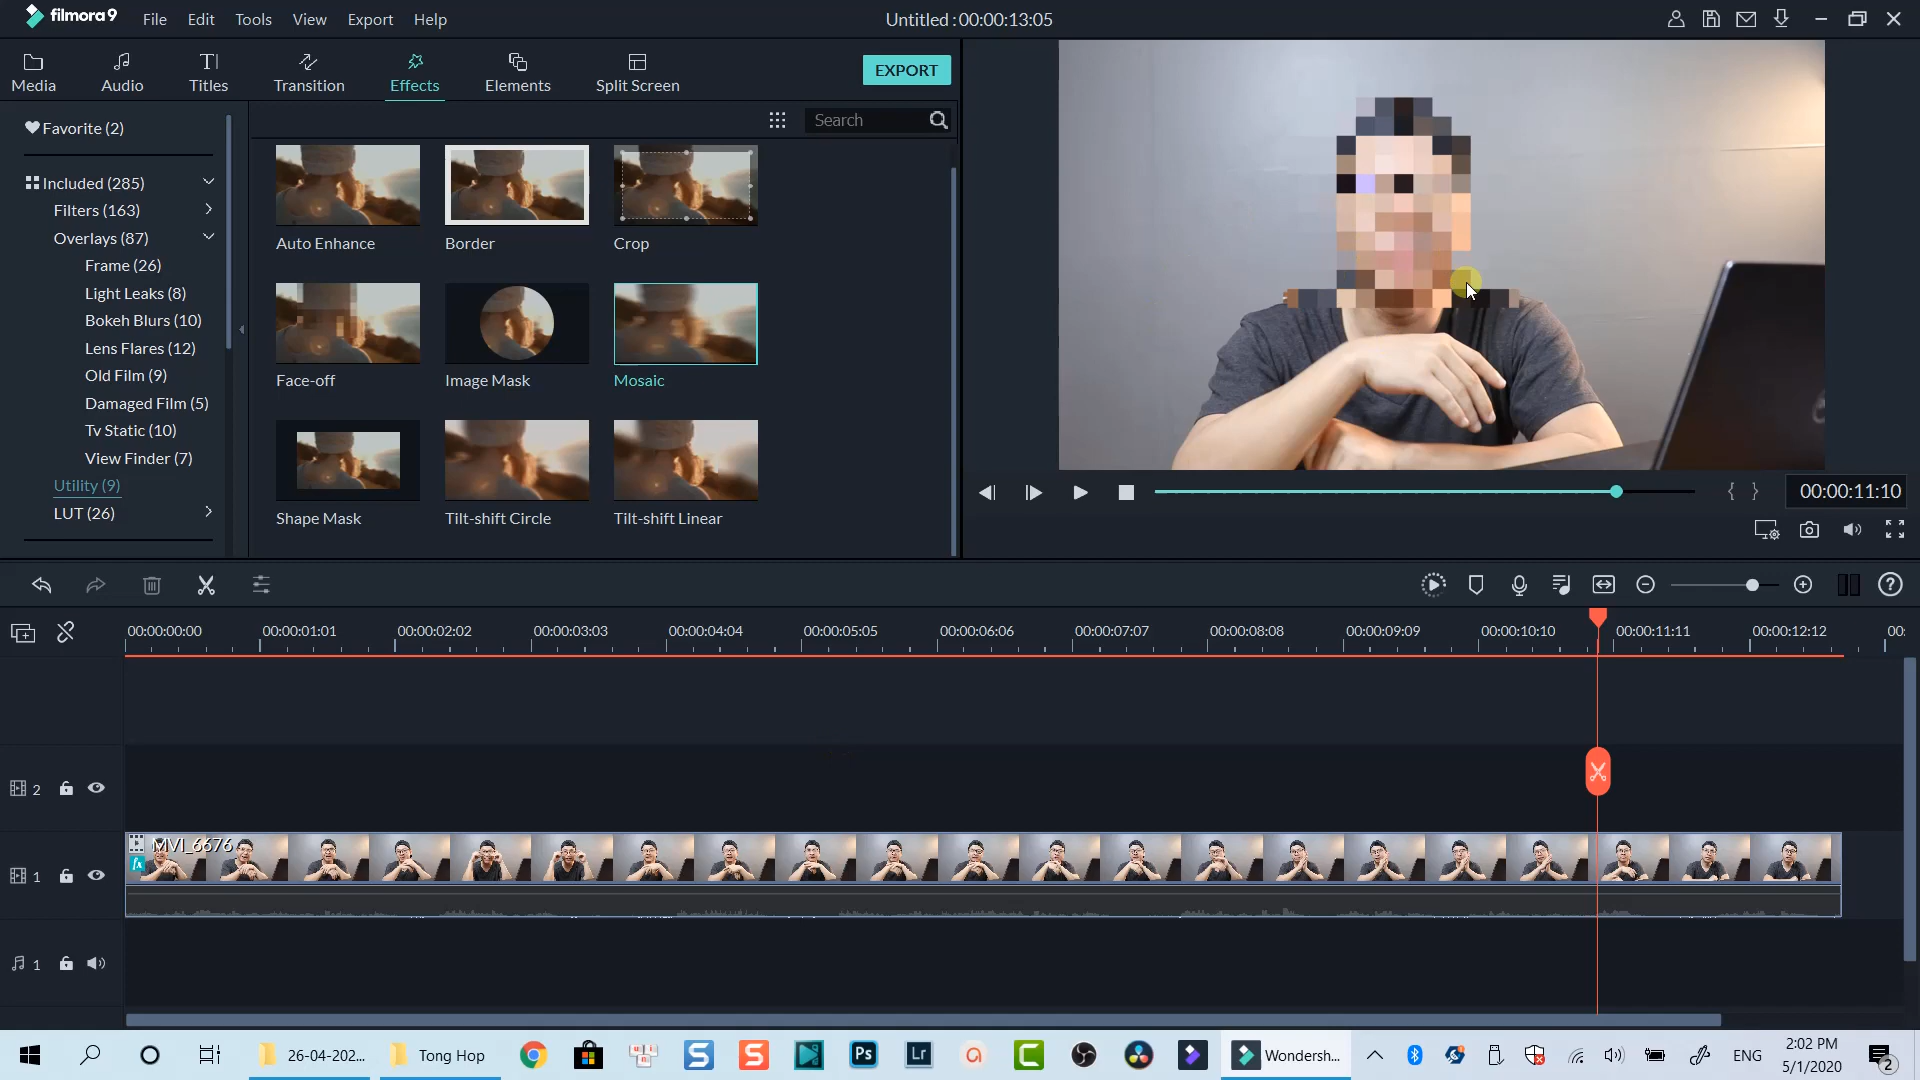 filmora9 File Edit Tools View Export Help Untitled : 00:00:13:05
Media Audio Titles Transition Effects Elements Split Screen EXPORT
Favorite (2)
Search
Included (285)
Filters (163)
Overlays (87)
Frame (26)
Light Leaks (8)
Bokeh Blurs (10)
Lens Flares (12)
Old Film (9)
Damaged Film (5)
Tv Static (10)
View Finder (7)
Utility (9)
LUT (26)
Auto Enhance Border Crop
Face-off Image Mask Mosaic
Shape Mask Tilt-shift Circle Tilt-shift Linear
{ } 00:00:11:10
00:00:00:00 00:00:01:01 00:00:02:02 00:00:03:03 00:00:04:04 00:00:05:05 00:00:06:06 00:00:07:07 00:00:08:08 00:00:09:09 00:00:10:10 00:00:11:11 00:00:12:12 00:
2
MVI_6676
fx
1
1
26-04-202... Tong Hop Ps Lr Wondersh... ENG 2:02 PM
5/1/2020 2